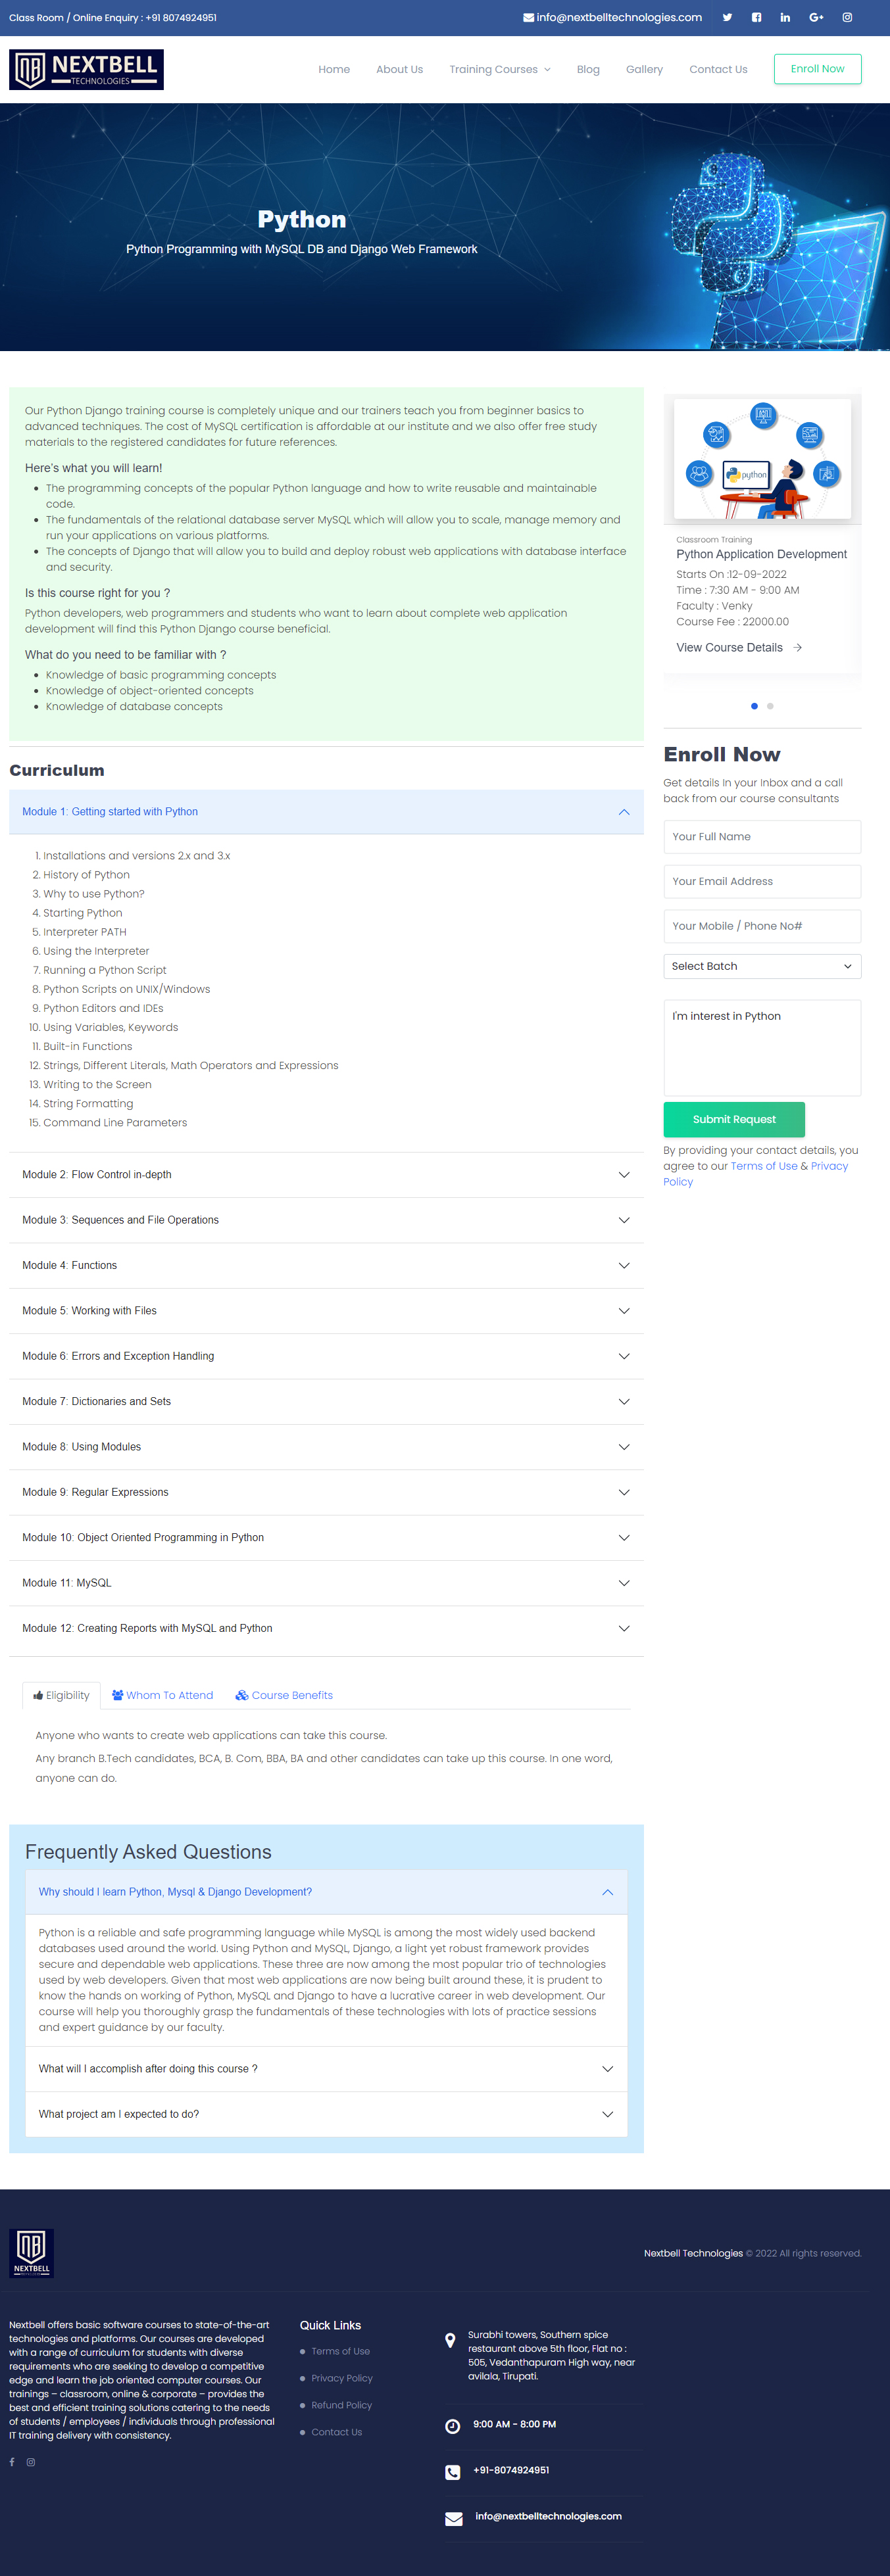 Class Room / Online Enquiry : +91 8074924951
info@nextbelltechnologies.com
NEXTBELL
TECHNOLOGIES
Home
About Us
Training Courses
Blog
Gallery
Contact Us
Enroll Now
Python
Python Programming with MySQL DB and Django Web Framework
Our Python Django training course is completely unique and our trainers teach you from beginner basics to
advanced techniques. The cost of MySQL certification is affordable at our institute and we also offer free study
materials to the registered candidates for future references.
Here's what you will learn!
The programming concepts of the popular Python language and how to write reusable and maintainable
code.
The fundamentals of the relational database server MySQL which will allow you to scale, manage memory and
run your applications on various platforms.
The concepts of Django that will allow you to build and deploy robust web applications with database interface
and security.
Is this course right for you ?
Python developers, web programmers and students who want to learn about complete web application
development will find this Python Django course beneficial.
What do you need to be familiar with ?
Knowledge of basic programming concepts
Knowledge of object-oriented concepts
Knowledge of database concepts
Curriculum
Module 1: Getting started with Python
1. Installations and versions 2.x and 3.x
2. History of Python
3. Why to use Python?
4. Starting Python
5. Interpreter PATH
6. Using the Interpreter
7. Running a Python Script
8. Python Scripts on UNIX/Windows
9. Python Editors and IDEs
10. Using Variables, Keywords
11. Built-in Functions
12. Strings, Different Literals, Math Operators and Expressions
13. Writing to the Screen
14. String Formatting
15. Command Line Parameters
Module 2: Flow Control in-depth
Module 3: Sequences and File Operations
Module 4: Functions
Module 5: Working with Files
Module 6: Errors and Exception Handling
Module 7: Dictionaries and Sets
Module 8: Using Modules
Module 9: Regular Expressions
Module 10: Object Oriented Programming in Python
Module 11: MySQL
Module 12: Creating Reports with MySQL and Python
Eligibility
Whom To Attend
Course Benefits
Anyone who wants to create web applications can take this course.
Any branch B.Tech candidates, BCA, B. Com, BBA, BA and other candidates can take up this course. In one word,
anyone can do.
Frequently Asked Questions
Why should I learn Python, Mysql & Django Development?
Python is a reliable and safe programming language while MySQL is among the most widely used backend
databases used around the world. Using Python and MySQL, Django, a light yet robust framework provides
secure and dependable web applications. These three are now among the most popular trio of technologies
used by web developers. Given that most web applications are now being built around these, it is prudent to
know the hands on working of Python, MySQL and Django to have a lucrative career in web development. Our
course will help you thoroughly grasp the fundamentals of these technologies with lots of practice sessions
and expert guidance by our faculty.
What will I accomplish after doing this course ?
What project am I expected to do?
python
Classroom Training
Python Application Development
Starts On :12-09-2022
Time : 7:30 AM - 9:00 AM
Faculty : Venky
Course Fee : 22000.00
View Course Details
Enroll Now
Get details In your Inbox and a call
back from our course consultants
Your Full Name
Your Email Address
Your Mobile / Phone No#
Select Batch
I'm interest in Python
Submit Request
By providing your contact details, you
agree to our Terms of Use & Privacy
Policy
NEXTBELL
Nextbell Technologies © 2022 All rights reserved.
Nextbell offers basic software courses to state-of-the-art
technologies and platforms. Our courses are developed
with a range of curriculum for students with diverse
requirements who are seeking to develop a competitive
edge and learn the job oriented computer courses. Our
trainings – classroom, online & corporate – provides the
best and efficient training solutions catering to the needs
of students / employees / individuals through professional
IT training delivery with consistency.
Quick Links
Terms of Use
Privacy Policy
Refund Policy
Contact Us
Surabhi towers, Southern spice
restaurant above 5th floor, Flat no :
505, Vedanthapuram High way, near
avilala, Tirupati.
9:00 AM - 8:00 PM
+91-8074924951
info@nextbelltechnologies.com